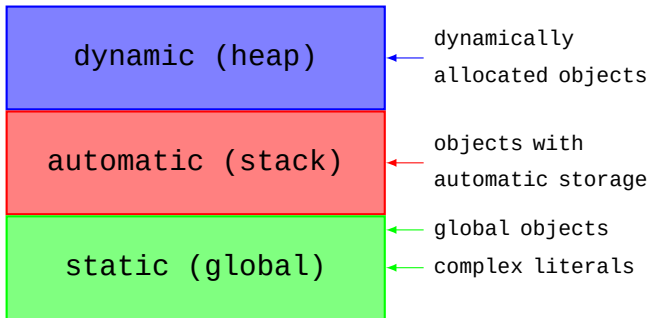 dynamic (heap)
dynamically
allocated objects
automatic (stack)
objects with
automatic storage
static (global)
global objects
complex literals